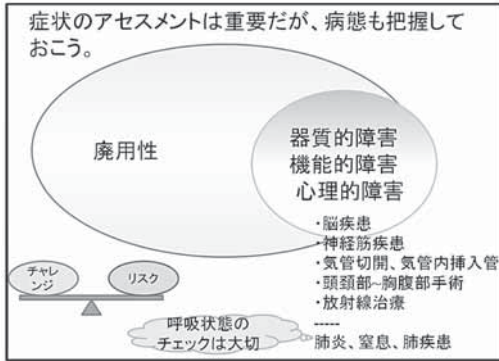 症状のアセスメントは重要だが、病態も把握して
おこう。
廃用性
器質的障害
機能的障害
心理的障害
・脳疾患
・神経筋疾患
・気管切開、気管内挿入管
・頭頚部~胸腹部手術
・放射線治療
-----
肺炎、窒息、肺疾患
チャレ
ンジ
リスク
呼吸状態の
チェックは大切